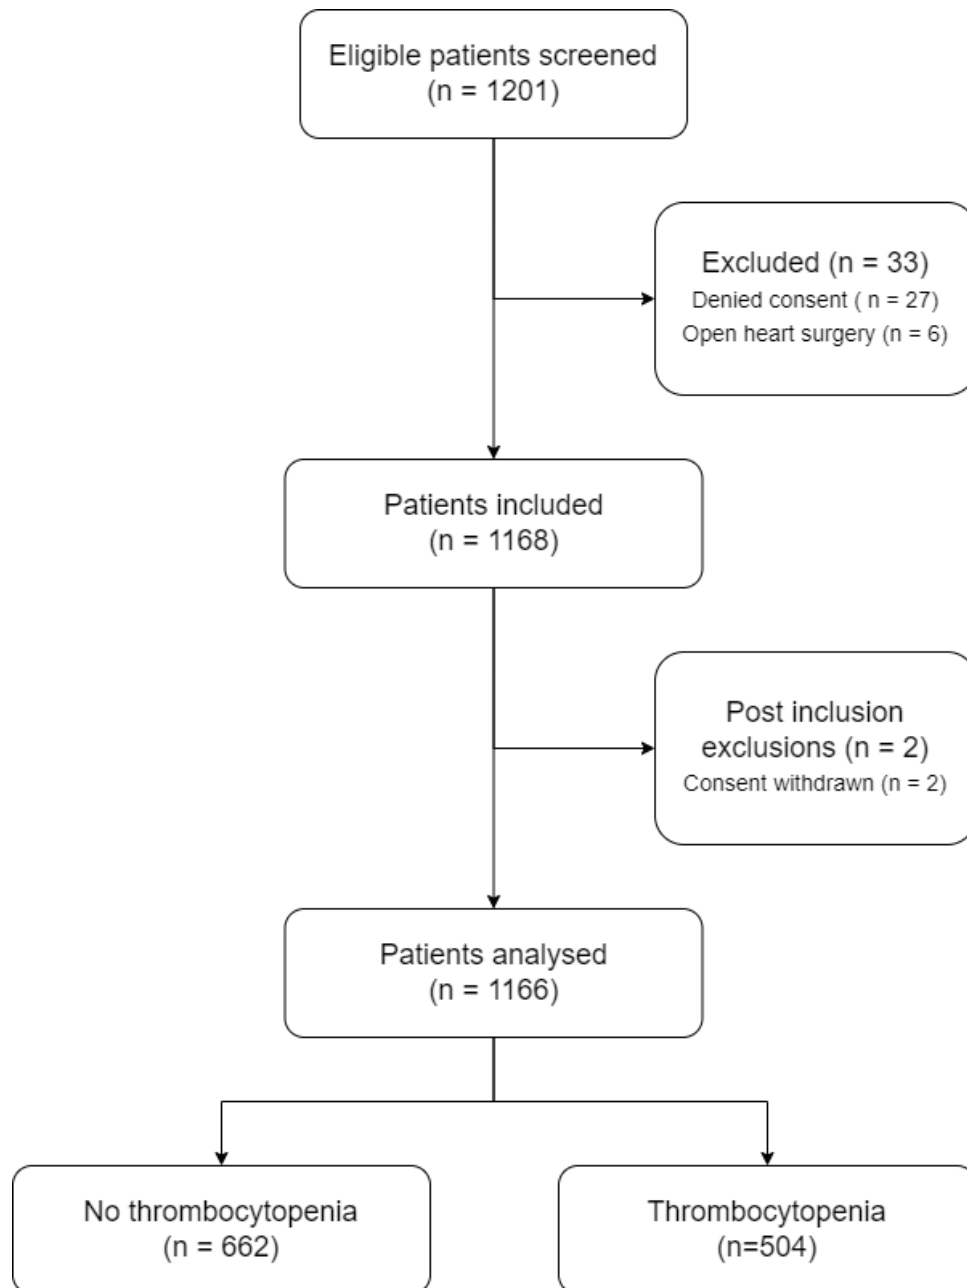 Eligible patients screened
(n = 1201)
Excluded (n = 33)
Denied consent ( n = 27)
Open heart surgery (n = 6)
Patients included
(n = 1168)
Post inclusion
exclusions (n = 2)
Consent withdrawn (n = 2)
Patients analysed
(n = 1166)
No thrombocytopenia
(n = 662)
Thrombocytopenia
(n=504)